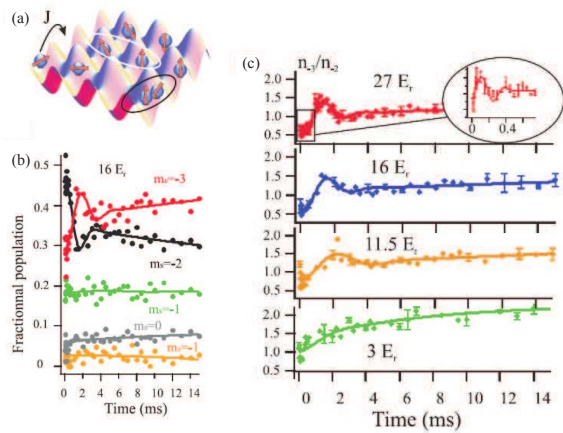 (a)
J
(b)
16 Eᵣ
mₛ=-3
mₛ=-2
mₛ=-1
mₛ=0
mₛ=-1
Fractionnal population
0.5
0.4
0.3
0.2
0.1
0
0 2 4 6 8 10 12 14
Time (ms)
(c)
n₋₃/n₋₂
27 Eᵣ
2.0
1.5
1.0
0.5
0 0.4
16 Eᵣ
2.0
1.5
1.0
0.5
11.5 Eᵣ
2.0
1.5
1.0
0.5
3 Eᵣ
2.0
1.5
1.0
0.5
0 2 4 6 8 10 12 14
Time (ms)